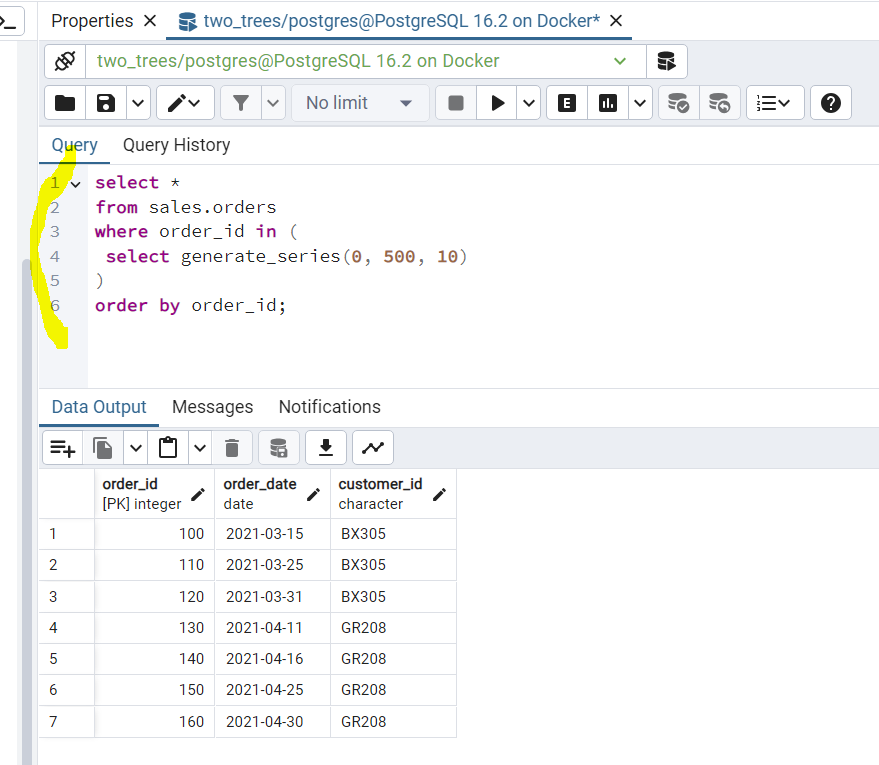 Properties two_trees/postgres@PostgreSQL 16.2 on Docker*
two_trees/postgres@PostgreSQL 16.2 on Docker
No limit
E
Query Query History
1 select *
2 from sales.orders
3 where order_id in (
4 select generate_series(0, 500, 10)
5 )
6 order by order_id;
Data Output Messages Notifications
order_id order_date customer_id
[PK] integer date character
1 100 2021-03-15 BX305
2 110 2021-03-25 BX305
3 120 2021-03-31 BX305
4 130 2021-04-11 GR208
5 140 2021-04-16 GR208
6 150 2021-04-25 GR208
7 160 2021-04-30 GR208